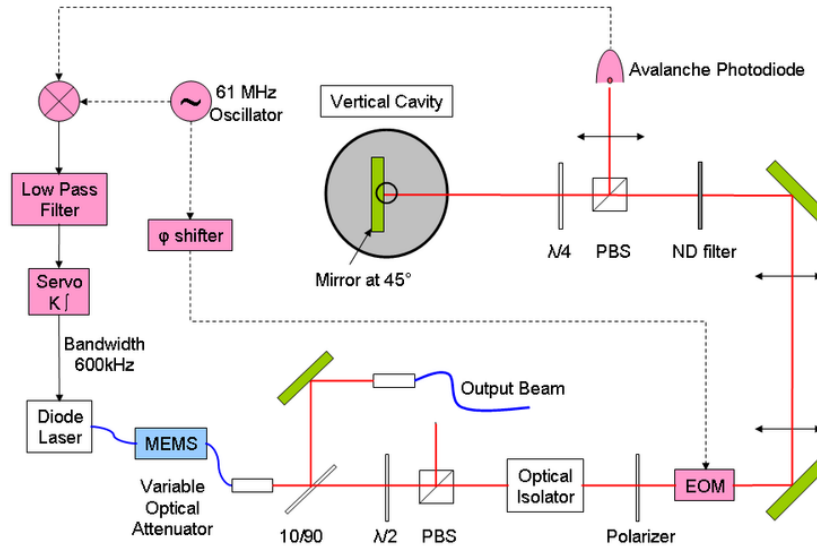 61 MHz
Oscillator
Vertical Cavity
Avalanche Photodiode
Low Pass
Filter
φ shifter
~
Mirror at 45°
λ/4
PBS
ND filter
Servo
K ∫
Bandwidth
600kHz
Diode
Laser
MEMS
Output Beam
Variable
Optical
Attenuator
10/90
λ/2
PBS
Optical
Isolator
Polarizer
EOM